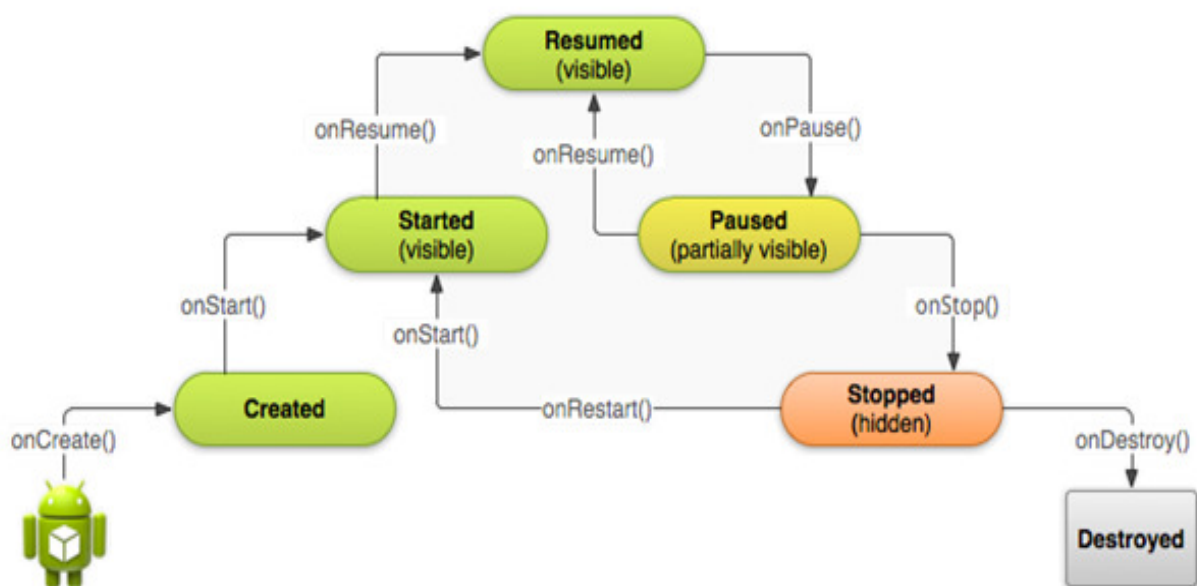 Resumed
(visible)
onResume()
onPause()
onResume()
Started
(visible)
Paused
(partially visible)
onStart()
onStart()
onStop()
Created
onRestart()
Stopped
(hidden)
onCreate()
onDestroy()
Destroyed